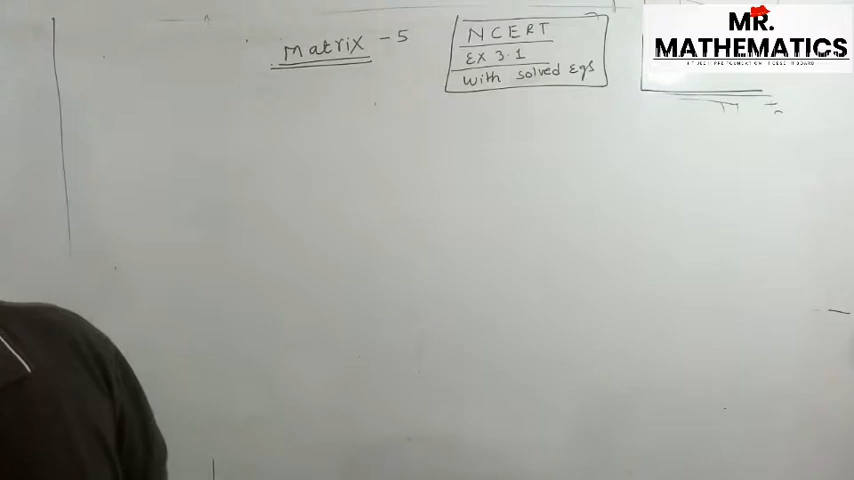 Matrix - 5
NCERT
Ex 3.1
With solved Egs
MR.
MATHEMATICS